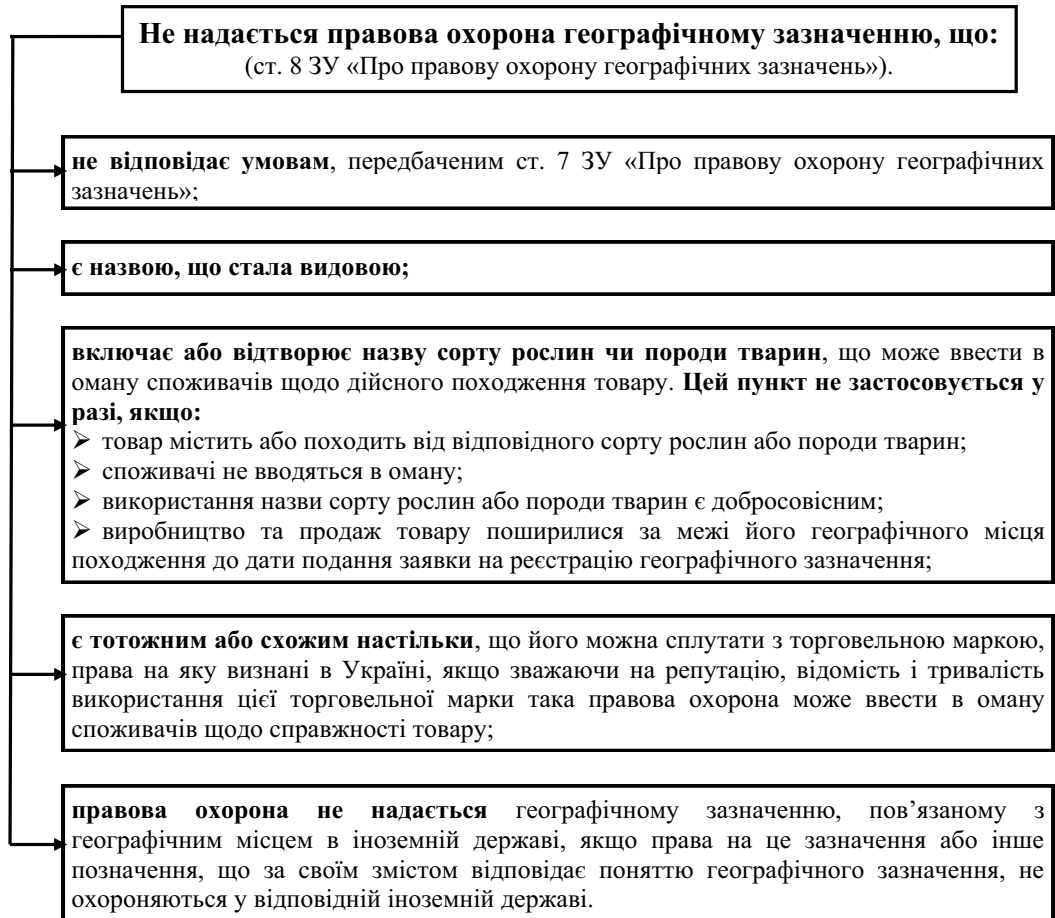 Не надається правова охорона географічному зазначенню, що:
(ст. 8 ЗУ «Про правову охорону географічних зазначень»).
не відповідає умовам, передбаченим ст. 7 ЗУ «Про правову охорону географічних
зазначень»;
є назвою, що стала видовою;
включає або відтворює назву сорту рослин чи породи тварин, що може ввести в
оману споживачів щодо дійсного походження товару. Цей пункт не застосовується у
разі, якщо:
➢ товар містить або походить від відповідного сорту рослин або породи тварин;
➢ споживачі не вводяться в оману;
➢ використання назви сорту рослин або породи тварин є добросовісним;
➢ виробництво та продаж товару поширилися за межі його географічного місця
походження до дати подання заявки на реєстрацію географічного зазначення;
є тотожним або схожим настільки, що його можна сплутати з торговельною маркою,
права на яку визнані в Україні, якщо зважаючи на репутацію, відомість і тривалість
використання цієї торговельної марки така правова охорона може ввести в оману
споживачів щодо справжності товару;
правова охорона не надається географічному зазначенню, пов’язаному з
географічним місцем в іноземній державі, якщо права на це зазначення або інше
позначення, що за своїм змістом відповідає поняттю географічного зазначення, не
охороняються у відповідній іноземній державі.